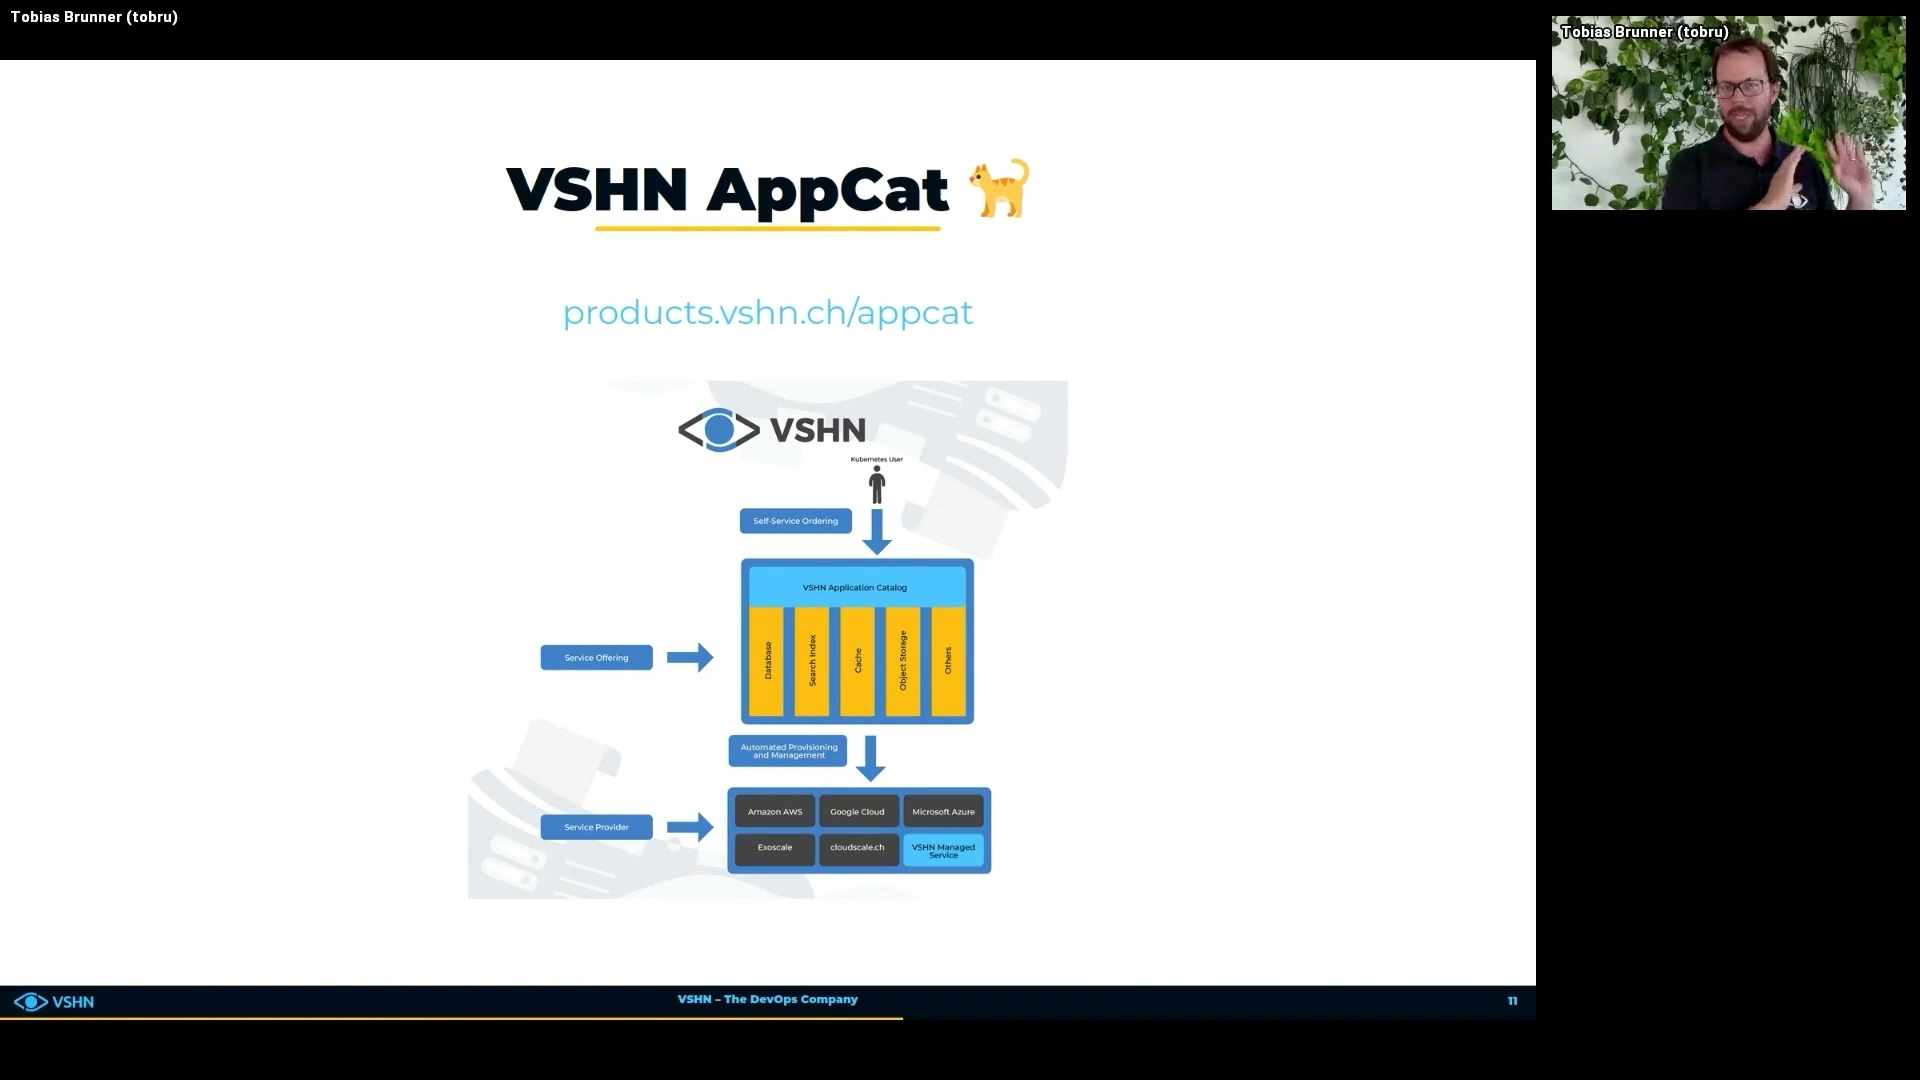 Tobias Brunner (tobru)
Tobias Brunner (tobru)
VSHN AppCat
products.vshn.ch/appcat
VSHN
Kubernetes User
Self-Service Ordering
VSHN Application Catalog
Service Offering
Database
Search Index
Cache
Object Storage
Others
Automated Provisioning
and Management
Service Provider
Amazon AWS
Google Cloud
Microsoft Azure
Exoscale
cloudscale.ch
VSHN Managed
Service
VSHN
VSHN – The DevOps Company
11